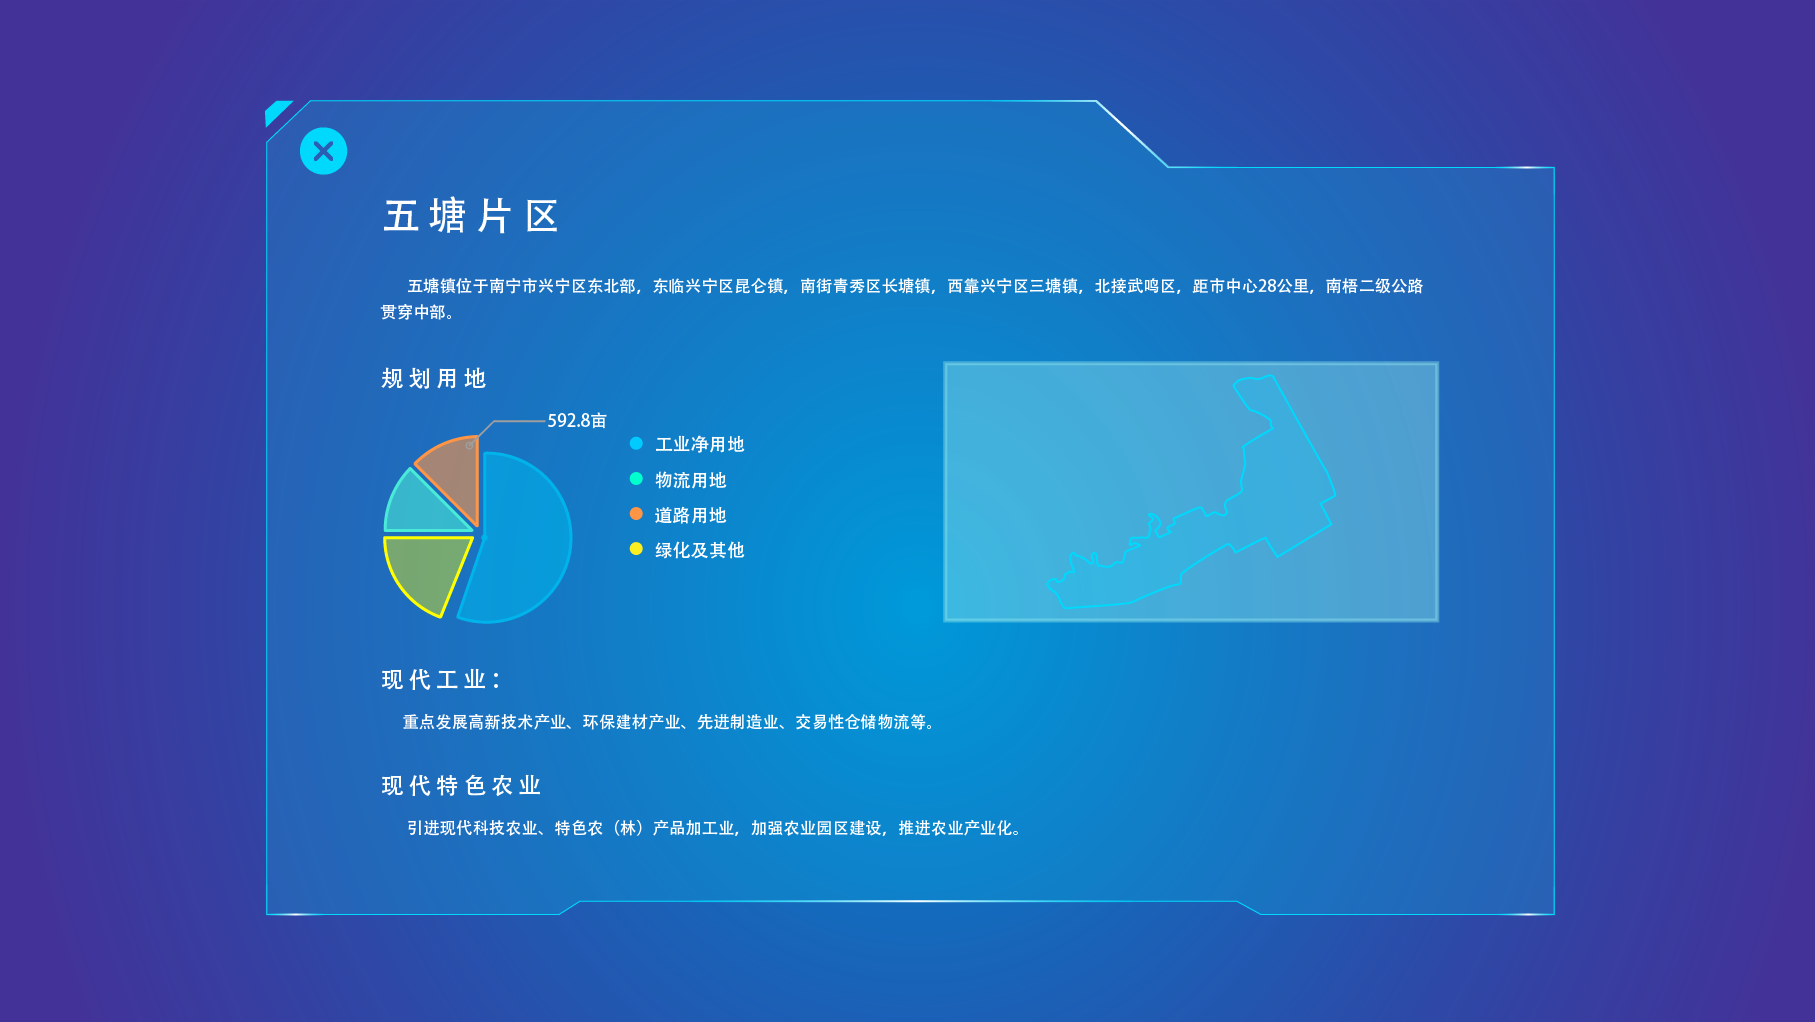 五塘片区
五塘镇位于南宁市兴宁区东北部，东临兴宁区昆仑镇，南街青秀区长塘镇，西靠兴宁区三塘镇，北接武鸣区，距市中心28公里，南梧二级公路
贯穿中部。
规划用地
592.8亩
工业净用地
物流用地
道路用地
绿化及其他
现代工业：
重点发展高新技术产业、环保建材产业、先进制造业、交易性仓储物流等。
现代特色农业
引进现代科技农业、特色农（林）产品加工业，加强农业园区建设，推进农业产业化。